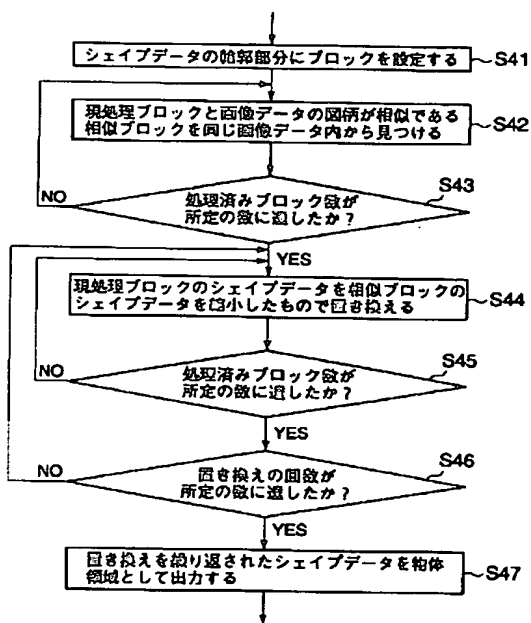 シェイプデータの輪郭部分にブロックを設定する
S41
現処理ブロックと画像データの図柄が相似である
相似ブロックを同じ画像データ内から見つける
S42
処理済みブロック数が
所定の数に達したか?
S43
NO
YES
現処理ブロックのシェイプデータを相似ブロックの
シェイプデータを縮小したもので置き換える
S44
処理済みブロック数が
所定の数に達したか?
S45
NO
YES
置き換えの回数が
所定の数に達したか?
S46
NO
YES
置き換えを繰り返されたシェイプデータを物体
領域として出力する
S47